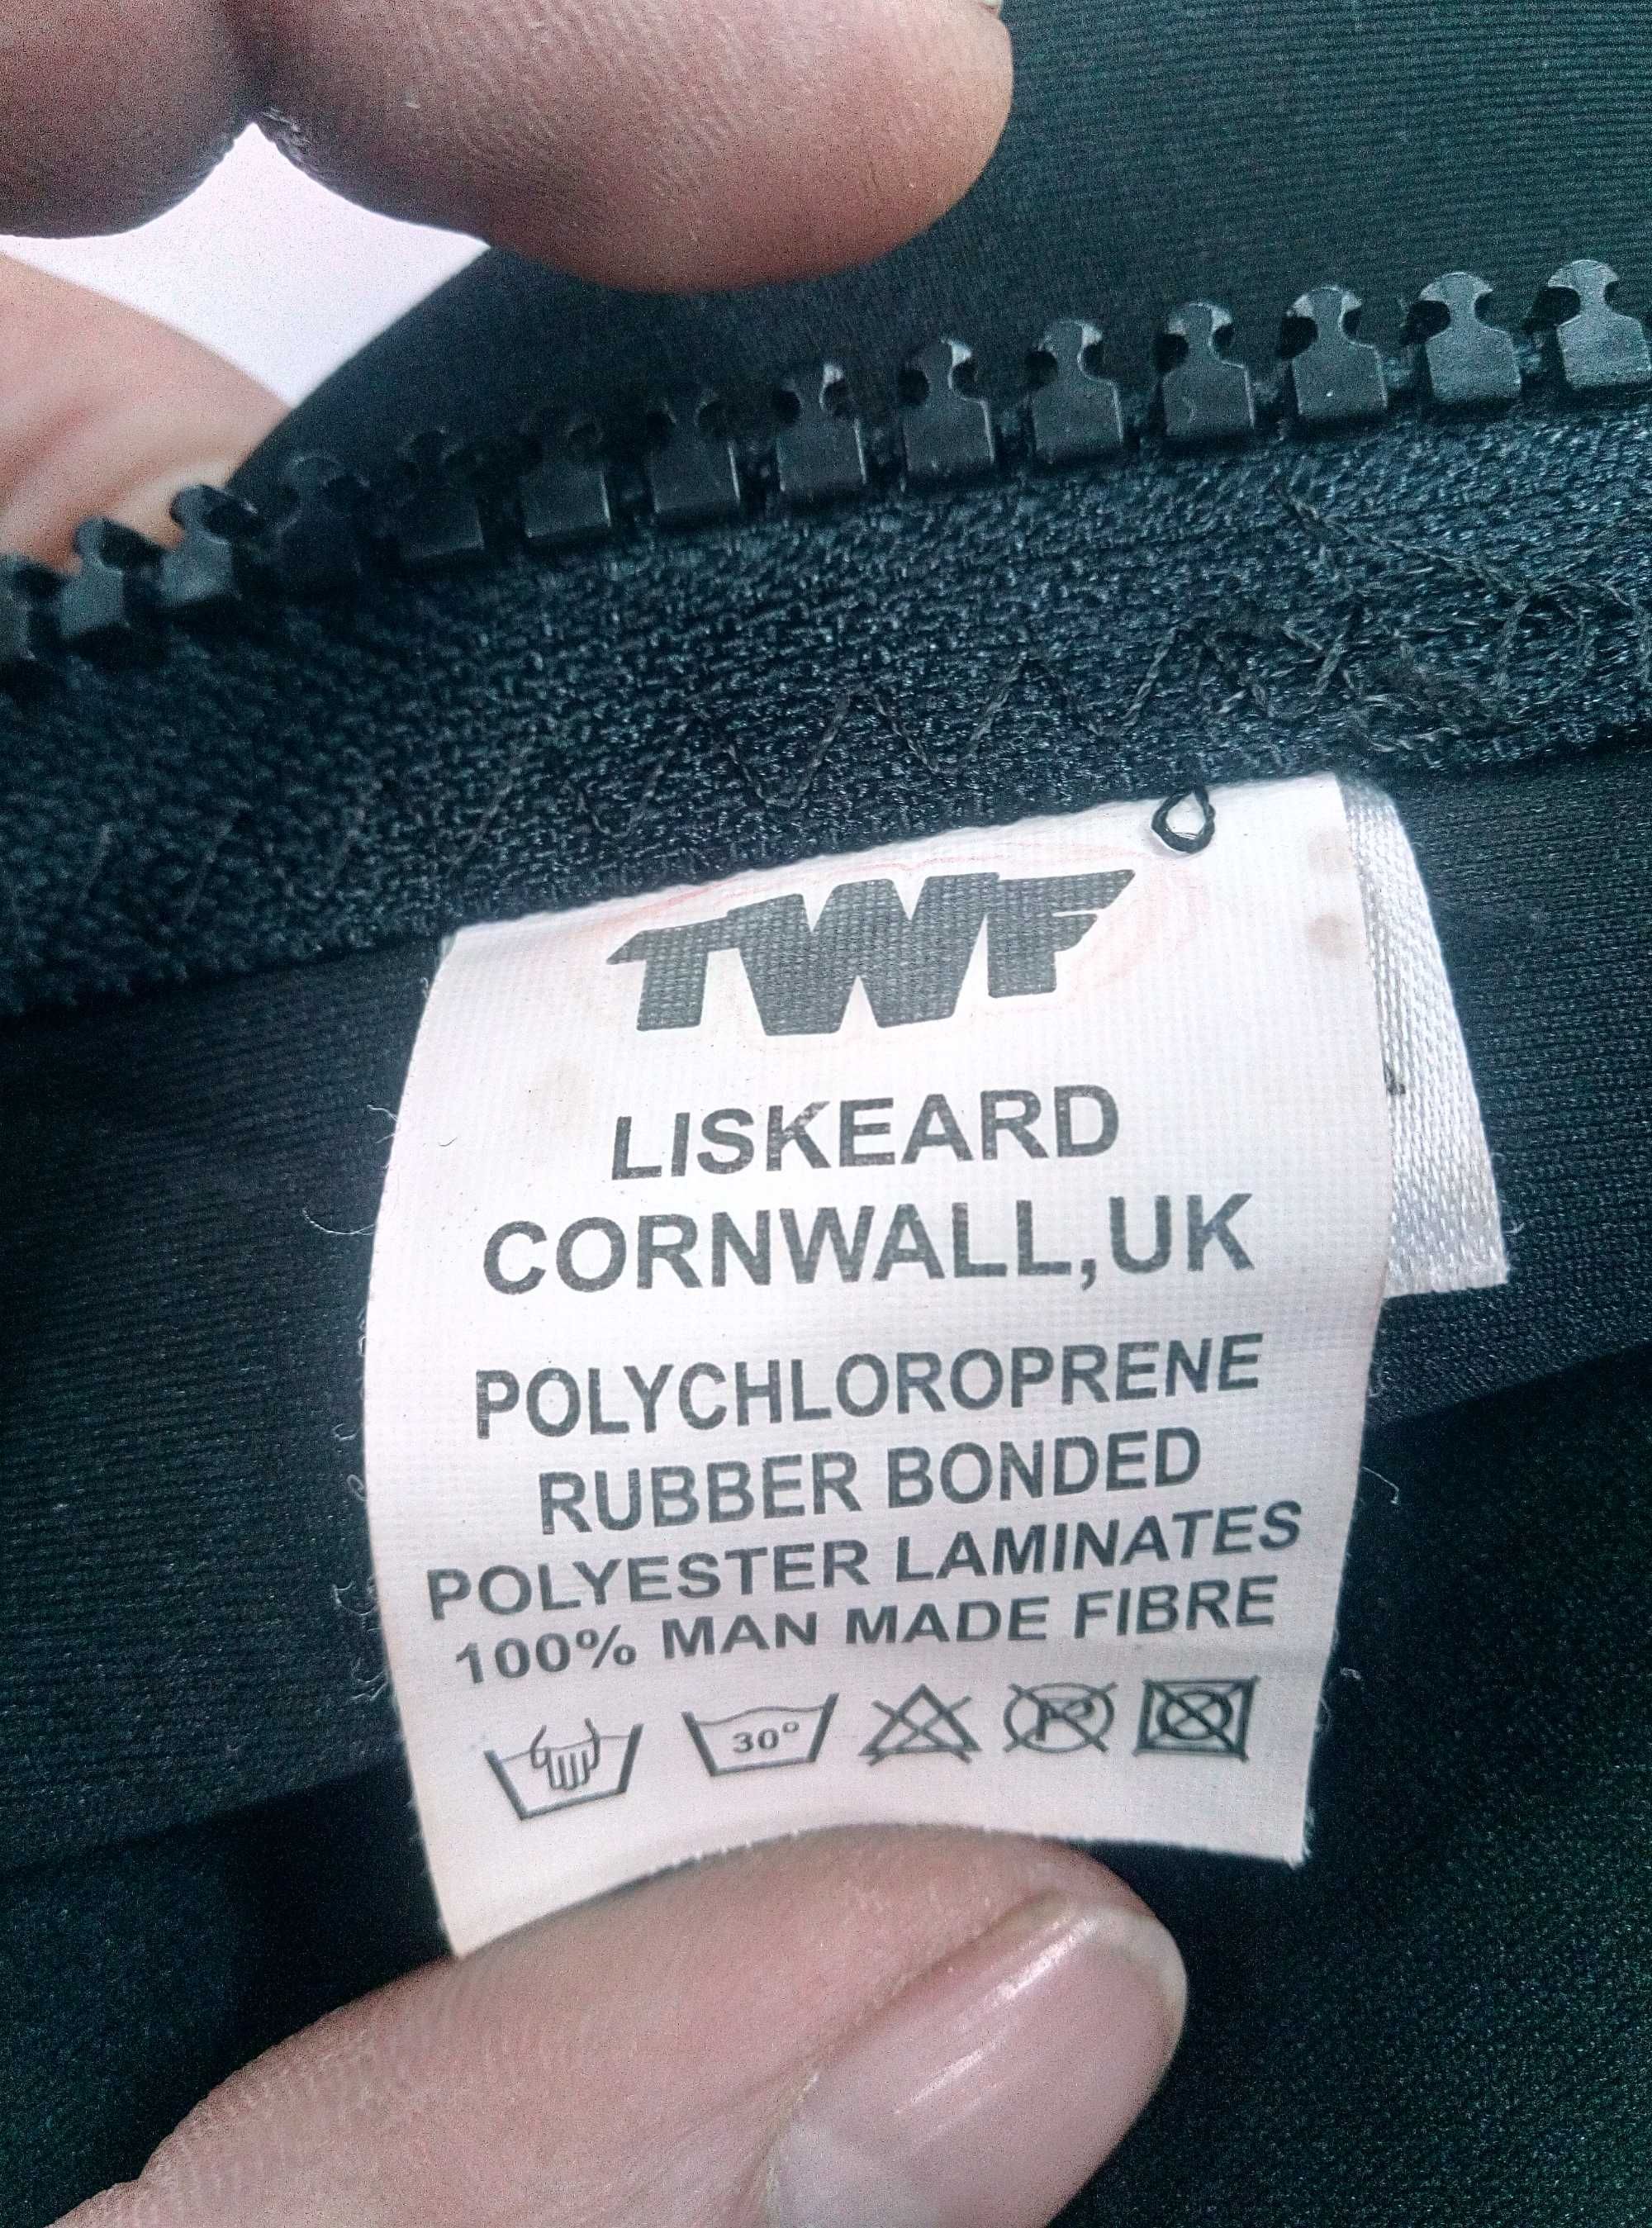 TWF
LISKEARD
CORNWALL,UK
POLYCHLOROPRENE
RUBBER BONDED
POLYESTER LAMINATES
100% MAN MADE FIBRE
30° P